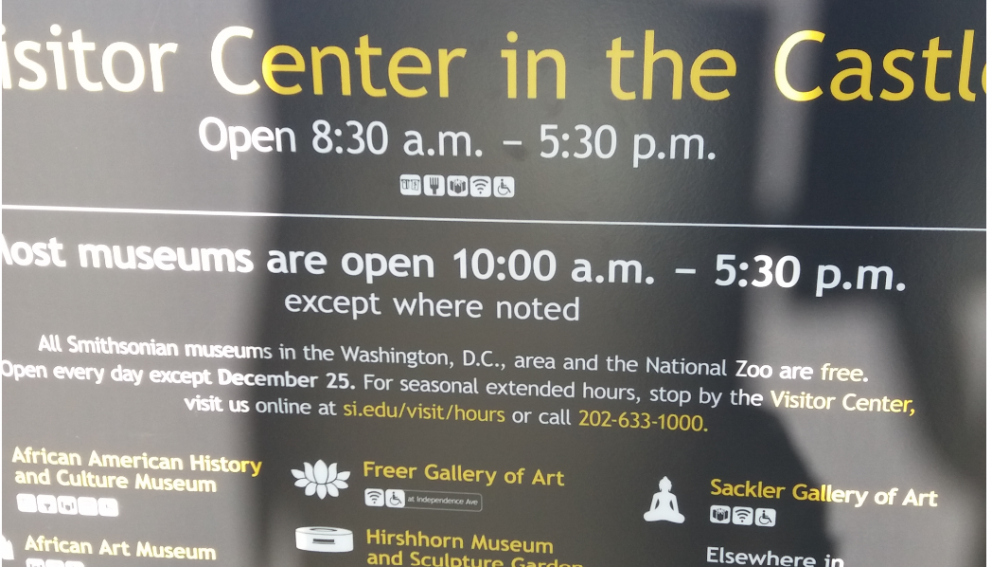 isitor Center in the Castl
Open 8:30 a.m. – 5:30 p.m.
ost museums are open 10:00 a.m. – 5:30 p.m.
except where noted
All Smithsonian museums in the Washington, D.C., area and the National Zoo are free.
Open every day except December 25. For seasonal extended hours, stop by the Visitor Center,
visit us online at si.edu/visit/hours or call 202-633-1000.
African American History
and Culture Museum
African Art Museum
Freer Gallery of Art
at Independence Ave
Hirshhorn Museum
and Sculpture Garden
Sackler Gallery of Art
Elsewhere in